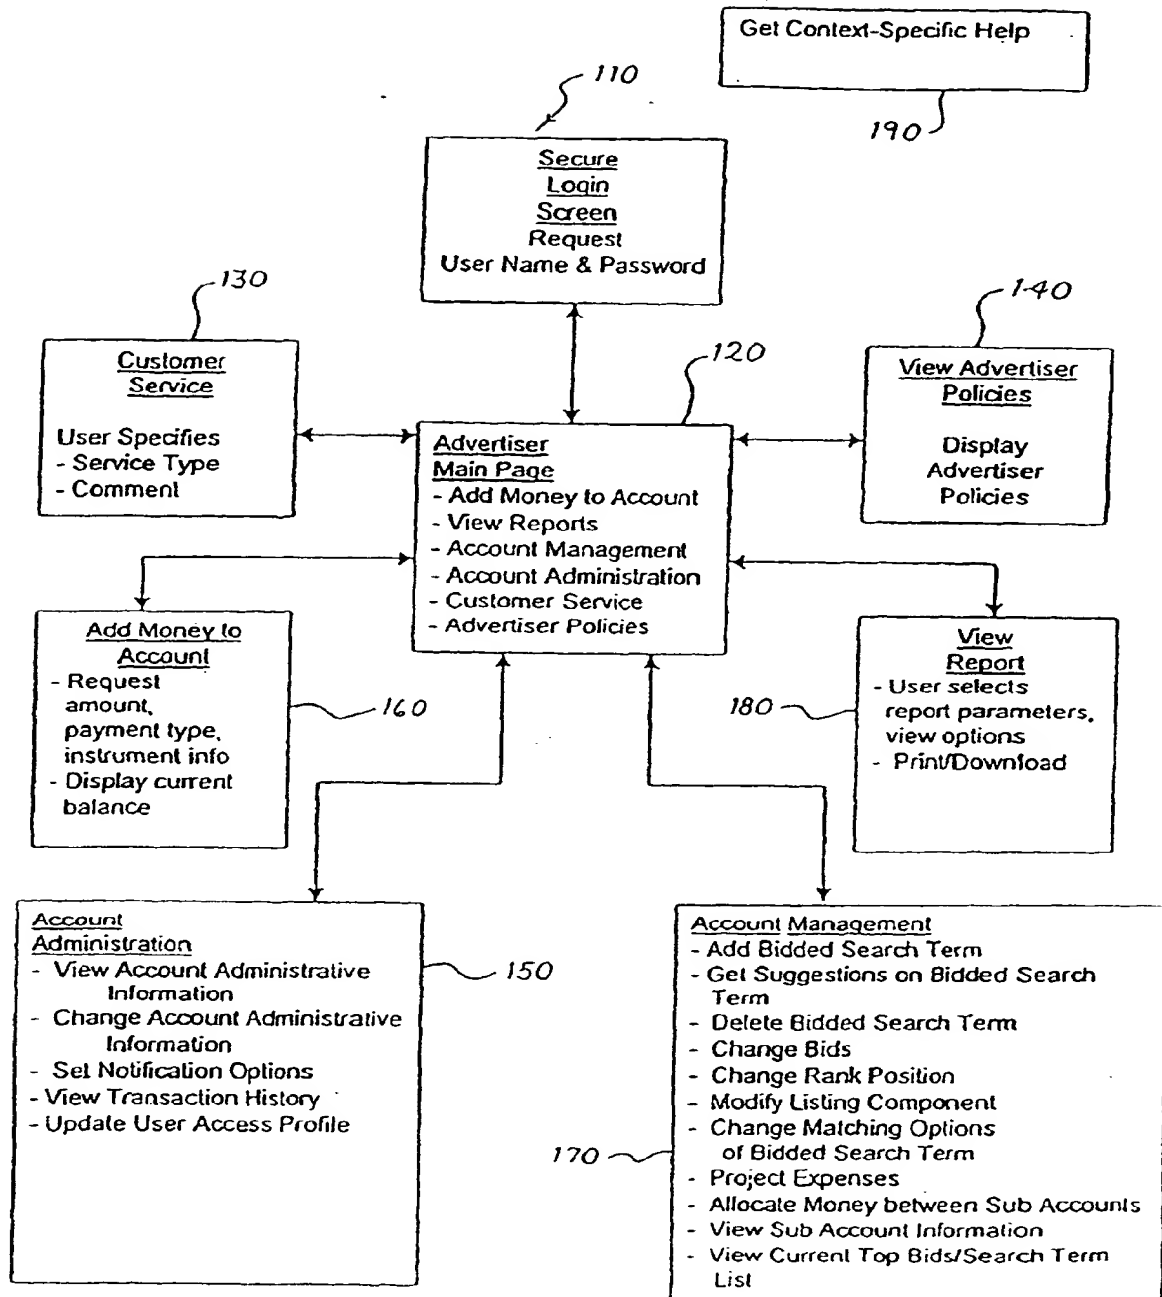 Get Context-Specific Help
190
110
Secure
Login
Screen
Request
User Name & Password
130
Customer
Service
User Specifies
- Service Type
- Comment
120
Advertiser
Main Page
- Add Money to Account
- View Reports
- Account Management
- Account Administration
- Customer Service
- Advertiser Policies
140
View Advertiser
Policies
Display
Advertiser
Policies
Add Money to
Account
- Request
amount,
payment type,
instrument info
- Display current
balance
160
View
Report
- User selects
report parameters,
view options
- Print/Download
180
Account
Administration
- View Account Administrative
Information
- Change Account Administrative
Information
- Set Notification Options
- View Transaction History
- Update User Access Profile
150
Account Management
- Add Bidded Search Term
- Get Suggestions on Bidded Search
Term
- Delete Bidded Search Term
- Change Bids
- Change Rank Position
- Modify Listing Component
- Change Matching Options
of Bidded Search Term
- Project Expenses
- Allocate Money between Sub Accounts
- View Sub Account Information
- View Current Top Bids/Search Term
List
170